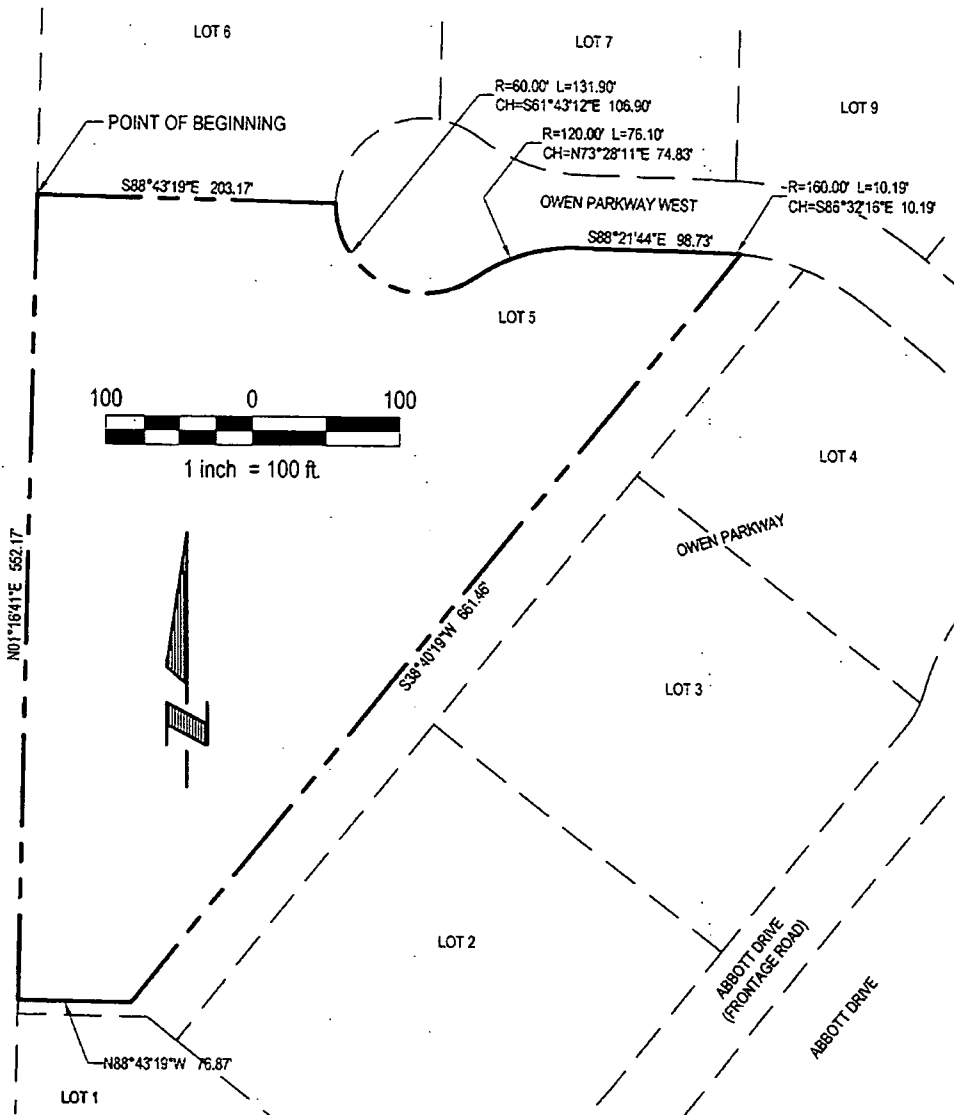 LOT 6
LOT 7
LOT 9
R=60.00' L=131.90'
CH=S61°43'12"E 106.90'
POINT OF BEGINNING
R=120.00' L=76.10'
CH=N73°28'11"E 74.83'
S88°43'19"E 203.17'
R=160.00' L=10.19'
CH=S86°32'16"E 10.19'
OWEN PARKWAY WEST
S88°21'44"E 98.73'
LOT 5
100 0 100
1 inch = 100 ft.
LOT 4
OWEN PARKWAY
N01°16'41"E 552.17'
S38°40'19"W 661.46'
LOT 3
LOT 2
ABBOTT DRIVE
(FRONTAGE ROAD)
ABBOTT DRIVE
N88°43'19"W 76.87'
LOT 1